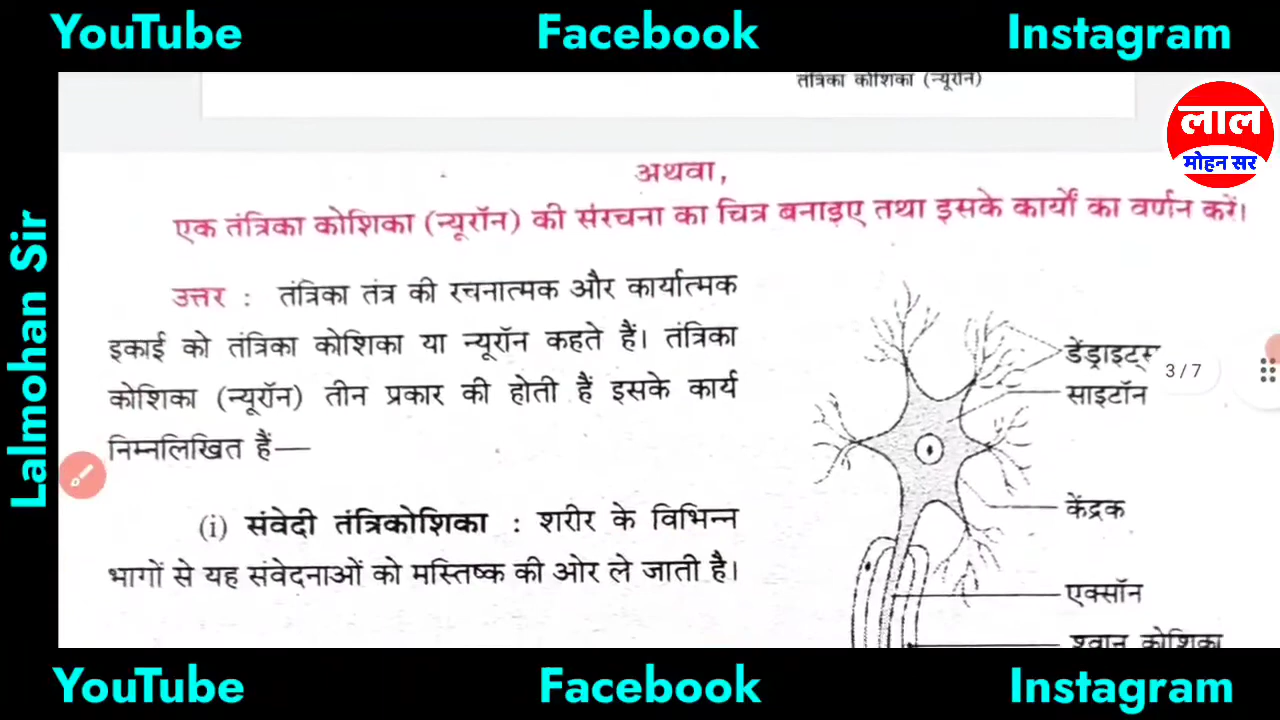 YouTube Facebook Instagram
तंत्रिका कोशिका (न्यूरॉन)
लाल
मोहन सर
अथवा,
एक तंत्रिका कोशिका (न्यूरॉन) की संरचना का चित्र बनाइए तथा इसके कार्यों का वर्णन करें।
उत्तर : तंत्रिका तंत्र की रचनात्मक और कार्यात्मक
इकाई को तंत्रिका कोशिका या न्यूरॉन कहते हैं। तंत्रिका
कोशिका (न्यूरॉन) तीन प्रकार की होती हैं इसके कार्य
निम्नलिखित हैं—
(i) संवेदी तंत्रिकोशिका : शरीर के विभिन्न
भागों से यह संवेदनाओं को मस्तिष्क की ओर ले जाती है।
डेंड्राइट्स
3 / 7
साइटॉन
केंद्रक
एक्सॉन
श्वान कोशिका
Lalmohan Sir
YouTube Facebook Instagram